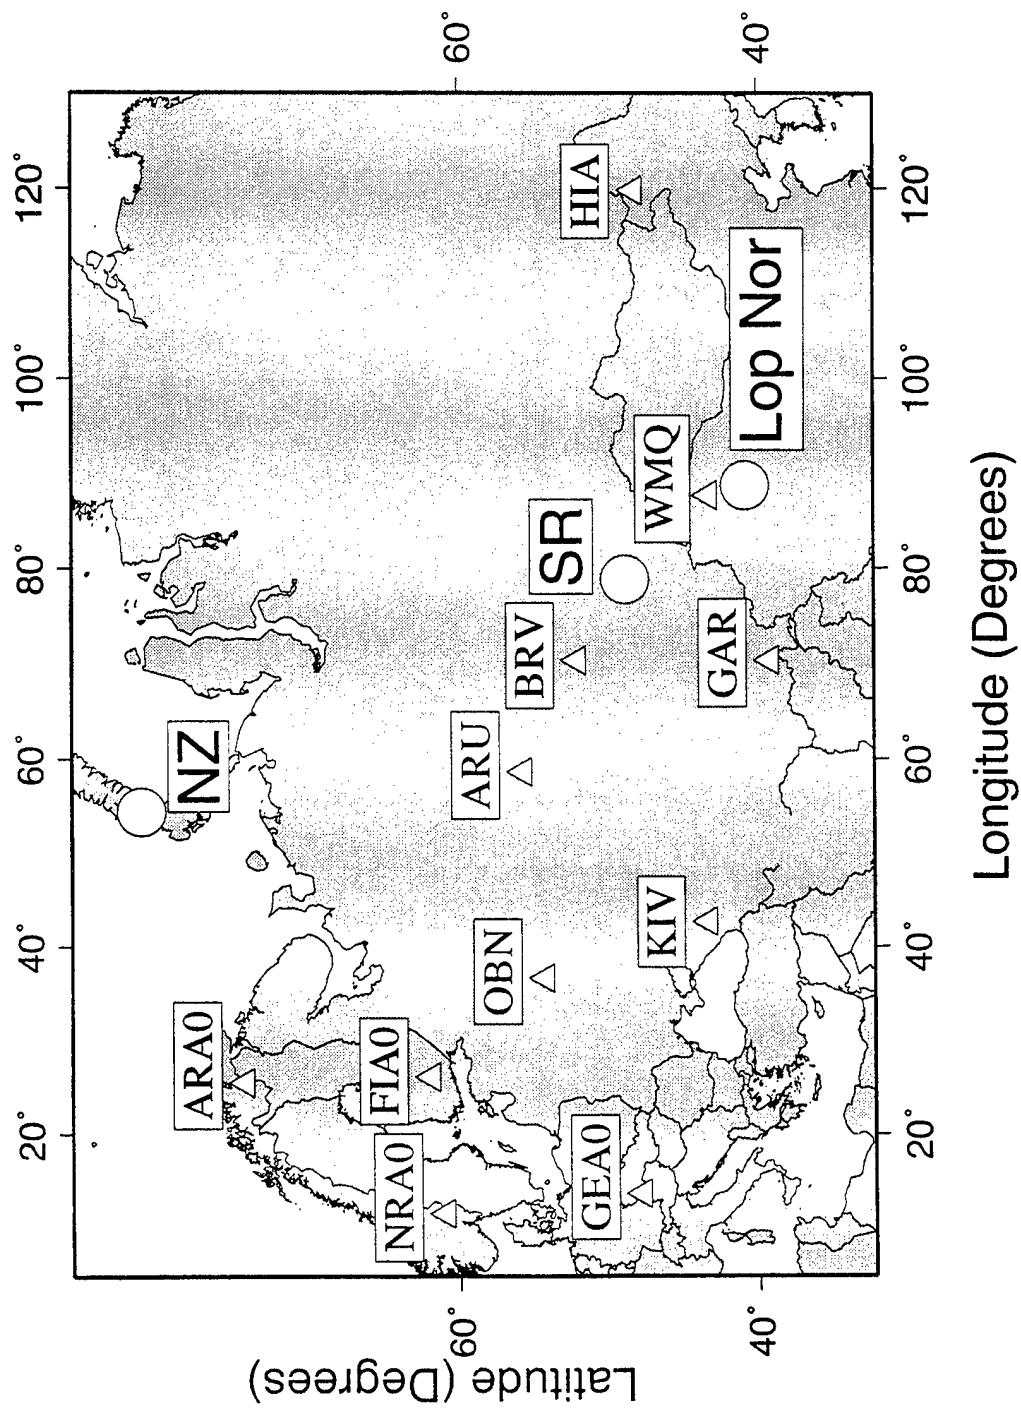 20° 40° 60° 80° 100° 120°
NZ
ARA0
FIA0
NRA0
60° 60°
ARU
OBN
BRV
SR
HIA
GEA0
KIV
WMQ
GAR
Lop Nor
40° 40°
20° 40° 60° 80° 100° 120°
Latitude (Degrees)
Longitude (Degrees)